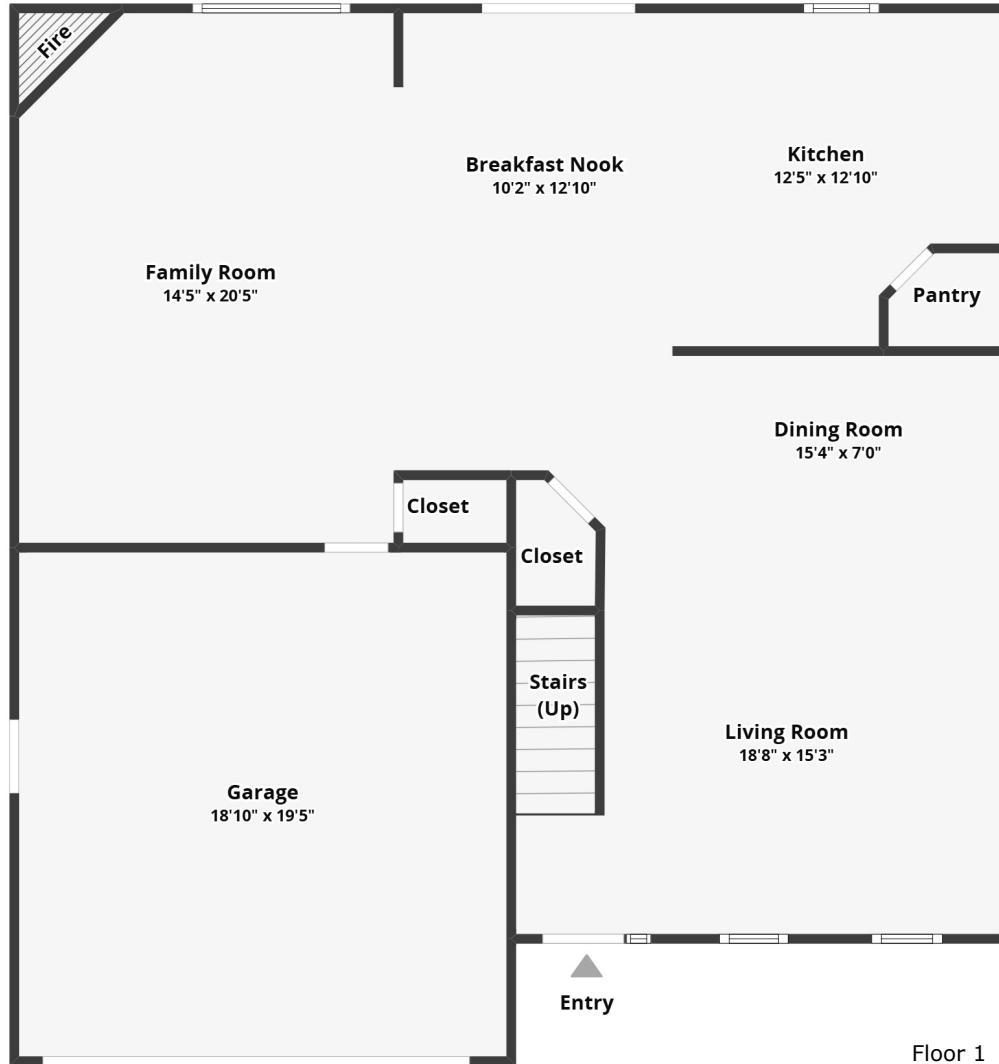 Fire
Breakfast Nook
10'2" x 12'10"
Kitchen
12'5" x 12'10"
Family Room
14'5" x 20'5"
Pantry
Dining Room
15'4" x 7'0"
Closet
Closet
Stairs
(Up)
Living Room
18'8" x 15'3"
Garage
18'10" x 19'5"
Entry
Floor 1